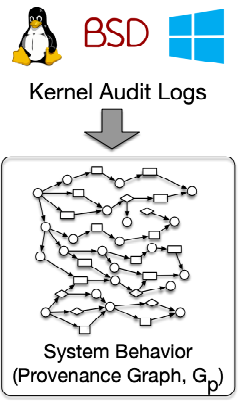 BSD
Kernel Audit Logs
System Behavior
(Provenance Graph, Gp)